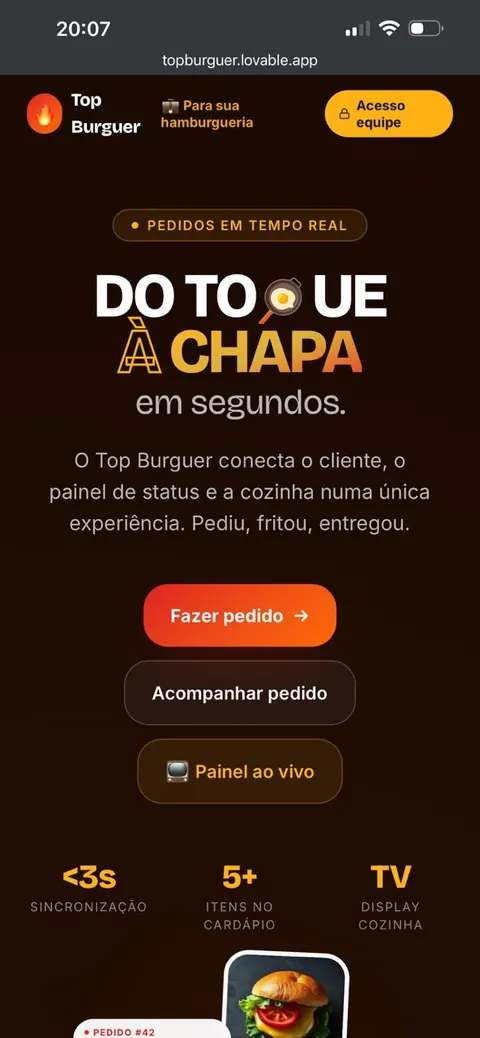 20:07
topburguer.lovable.app
Top
Burguer
Para sua
hamburgueria
Acesso
equipe
PEDIDOS EM TEMPO REAL
DO TO UE
À CHAPA
em segundos.
O Top Burguer conecta o cliente, o
painel de status e a cozinha numa única
experiência. Pediu, fritou, entregou.
Fazer pedido →
Acompanhar pedido
Painel ao vivo
<3s
SINCRONIZAÇÃO
5+
ITENS NO
CARDÁPIO
TV
DISPLAY
COZINHA
PEDIDO #42